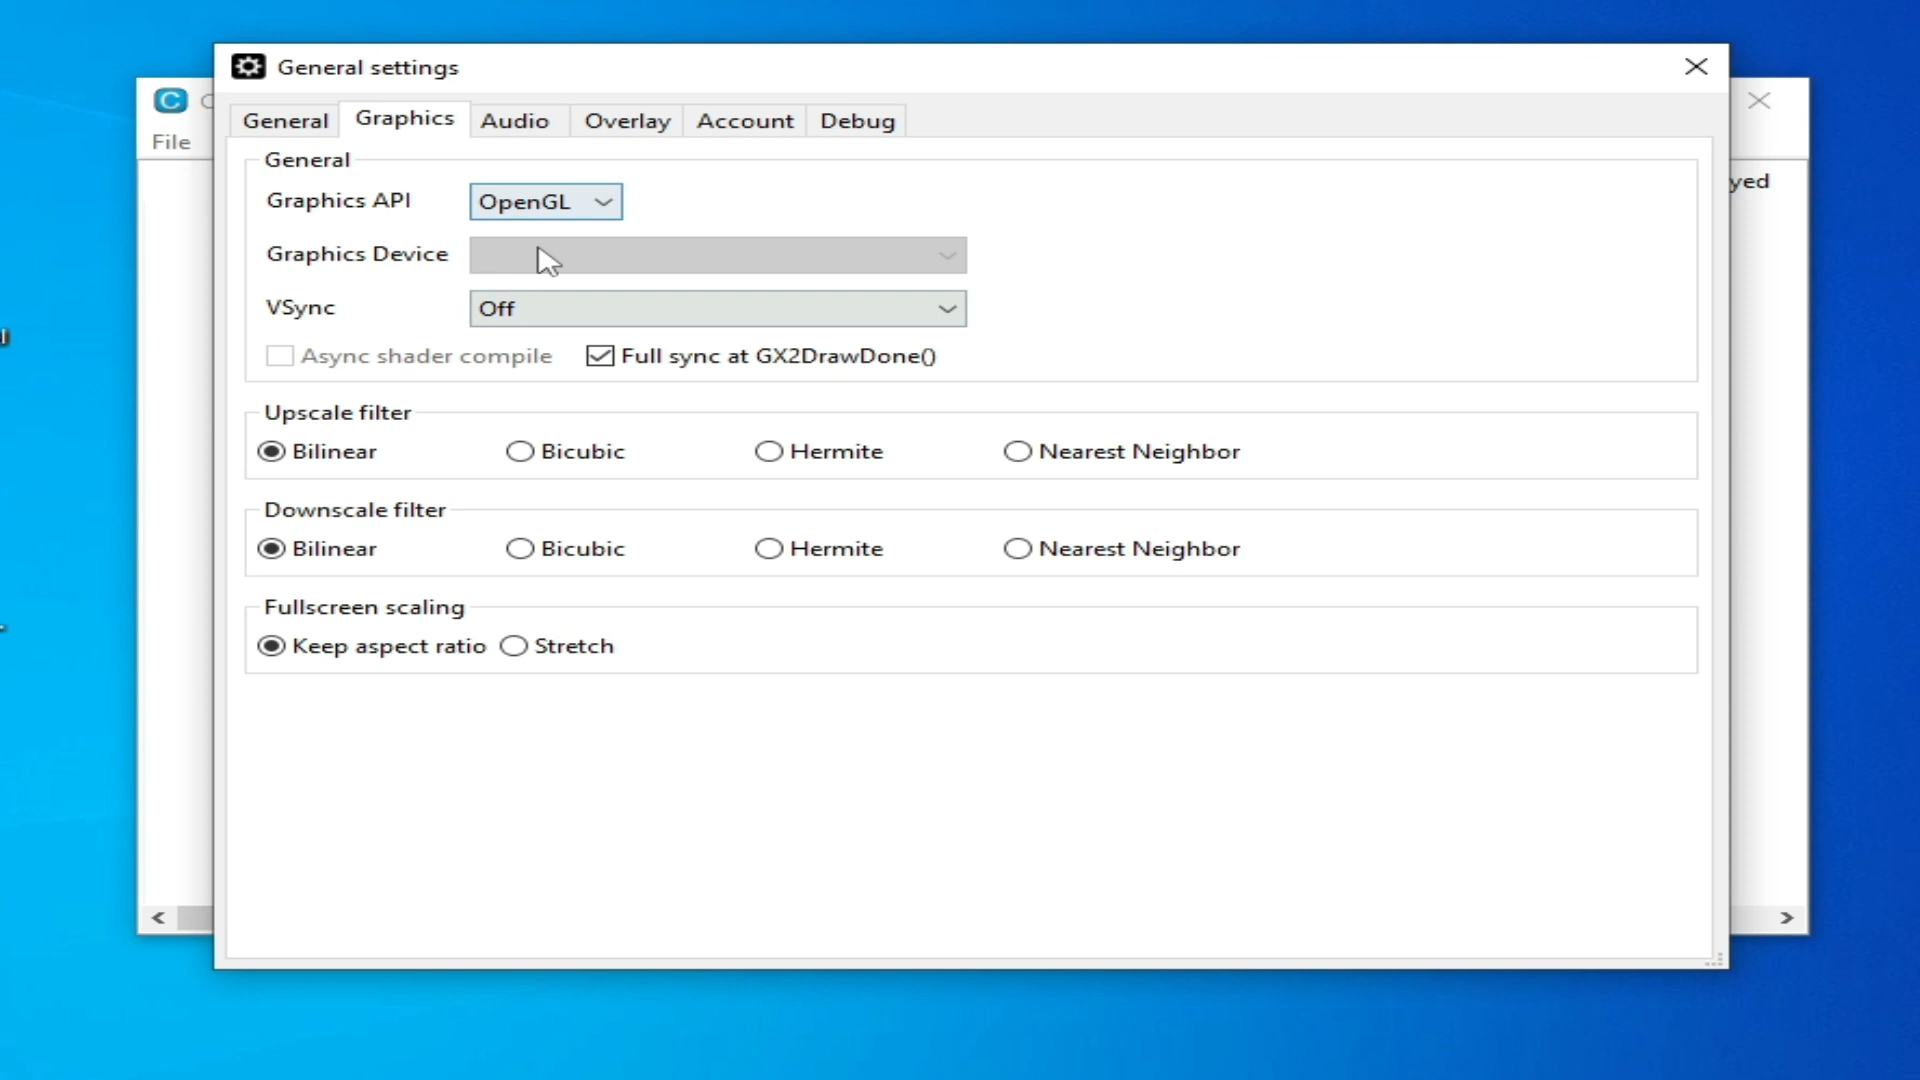 General settings
General Graphics Audio Overlay Account Debug
File
General
Graphics API OpenGL
Graphics Device
VSync Off
Async shader compile Full sync at GX2DrawDone()
Upscale filter
Bilinear Bicubic Hermite Nearest Neighbor
Downscale filter
Bilinear Bicubic Hermite Nearest Neighbor
Fullscreen scaling
Keep aspect ratio Stretch
yed